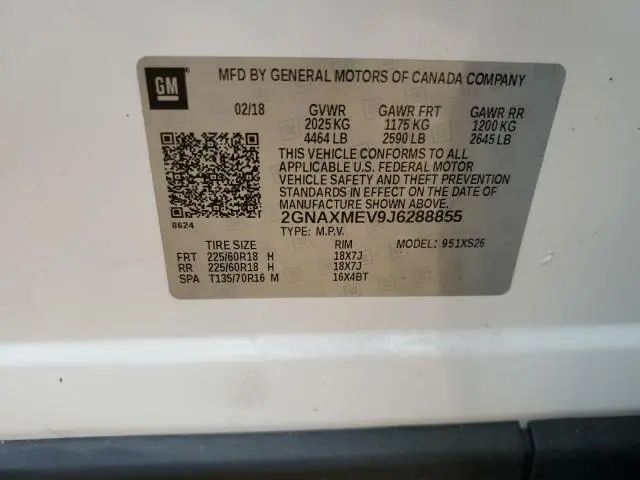 GM
MFD BY GENERAL MOTORS OF CANADA COMPANY
02/18 GVWR GAWR FRT GAWR RR
2025 KG 1175 KG 1200 KG
4464 LB 2590 LB 2645 LB
THIS VEHICLE CONFORMS TO ALL
APPLICABLE U.S. FEDERAL MOTOR
VEHICLE SAFETY AND THEFT PREVENTION
STANDARDS IN EFFECT ON THE DATE OF
MANUFACTURE SHOWN ABOVE.
8624
2GNAXMEV9J6288855
TYPE: M.P.V.
TIRE SIZE RIM MODEL: 951XS26
FRT 225/60R18 H 18X7J
RR 225/60R18 H 18X7J
SPA T135/70R16 M 16X4BT